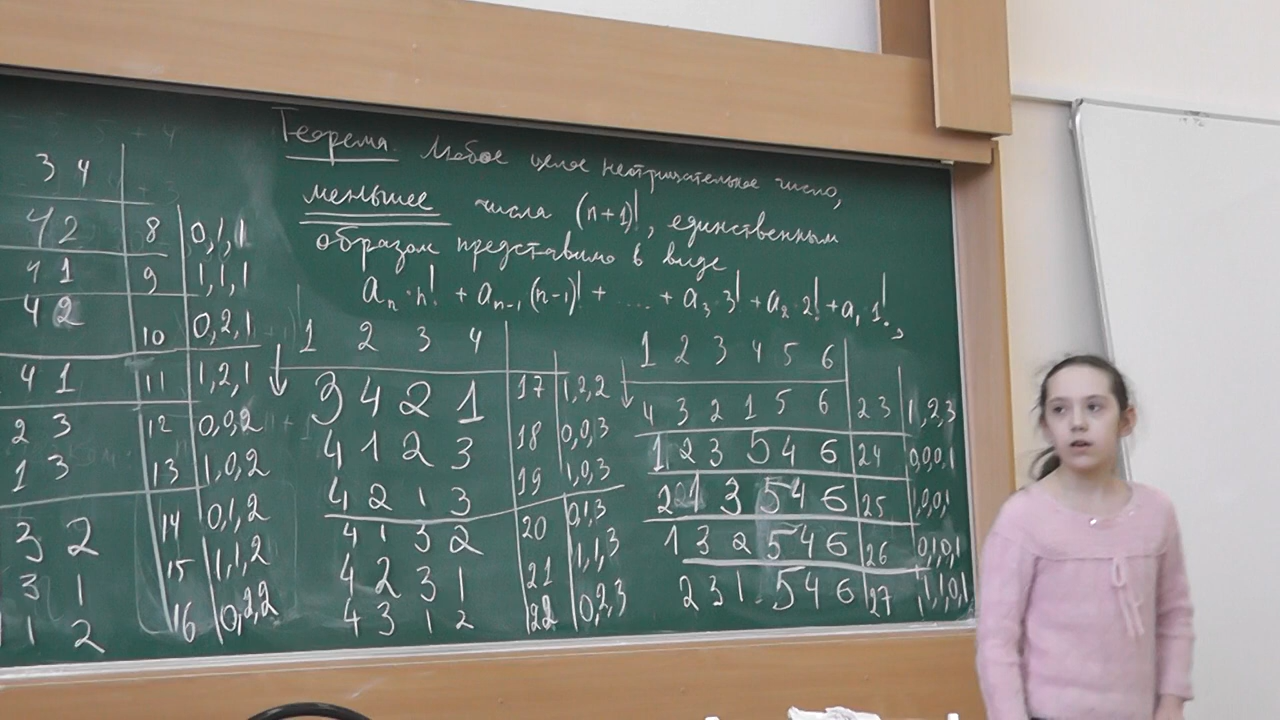 Теорема. Любое целое неотрицательное число,
меньшее числа (n+1)!, единственным
образом представимо в виде
aₙ·n! + aₙ₋₁(n-1)! + .... + a₃·3! + a₂·2! + a₁·1!,
3 4
4 2 8 0,1,1
4 1 9 1,1,1
4 2 10 0,2,1
4 1 11 1,2,1
2 3 12 0,0,2
1 3 13 1,0,2
3 2 14 0,1,2
3 1 15 1,1,2
1 2 16 0,2,2
1 2 3 4
3 4 2 1 17 1,2,2
4 1 2 3 18 0,0,3
4 2 1 3 19 1,0,3
4 1 3 2 20 0,1,3
4 2 3 1 21 1,1,3
4 3 1 2 22 0,2,3
1 2 3 4 5 6
4 3 2 1 5 6 23 1,2,3
1 2 3 5 4 6 24 0,0,0,1
2 1 3 5 4 6 25 1,0,0,1
1 3 2 5 4 6 26 0,1,0,1
2 3 1 5 4 6 27 1,1,0,1